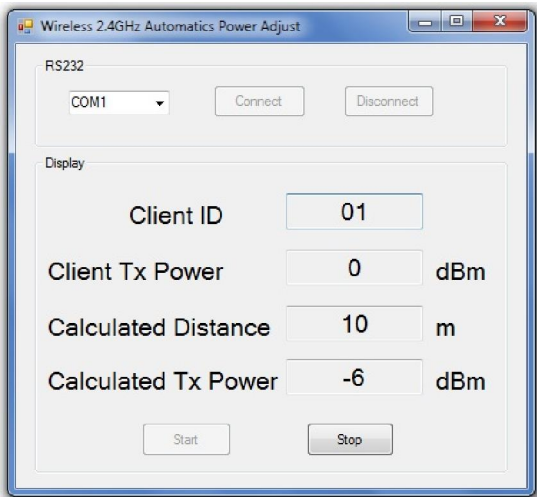 Wireless 2.4GHz Automatics Power Adjust
RS232
COM1 Connect Disconnect
Display
Client ID 01
Client Tx Power 0 dBm
Calculated Distance 10 m
Calculated Tx Power -6 dBm
Start Stop